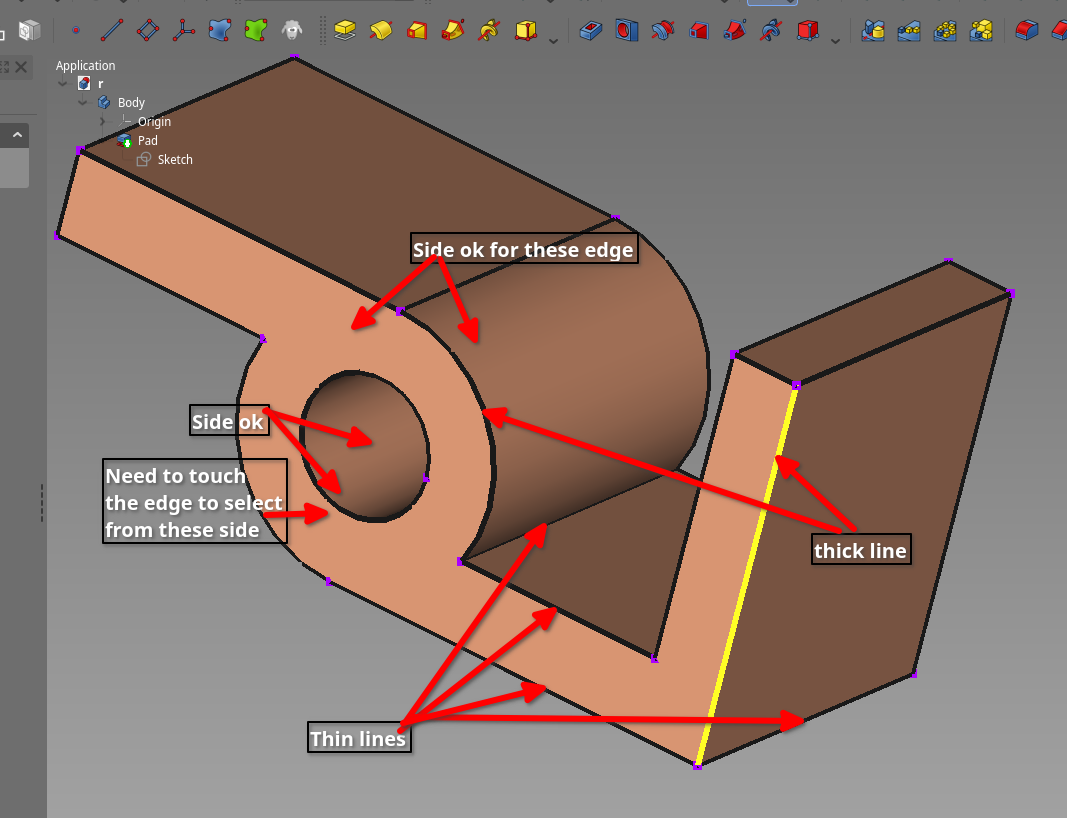 Application
r
Body
Origin
Pad
Sketch
Side ok for these edge
Side ok
Need to touch
the edge to select
from these side
thick line
Thin lines